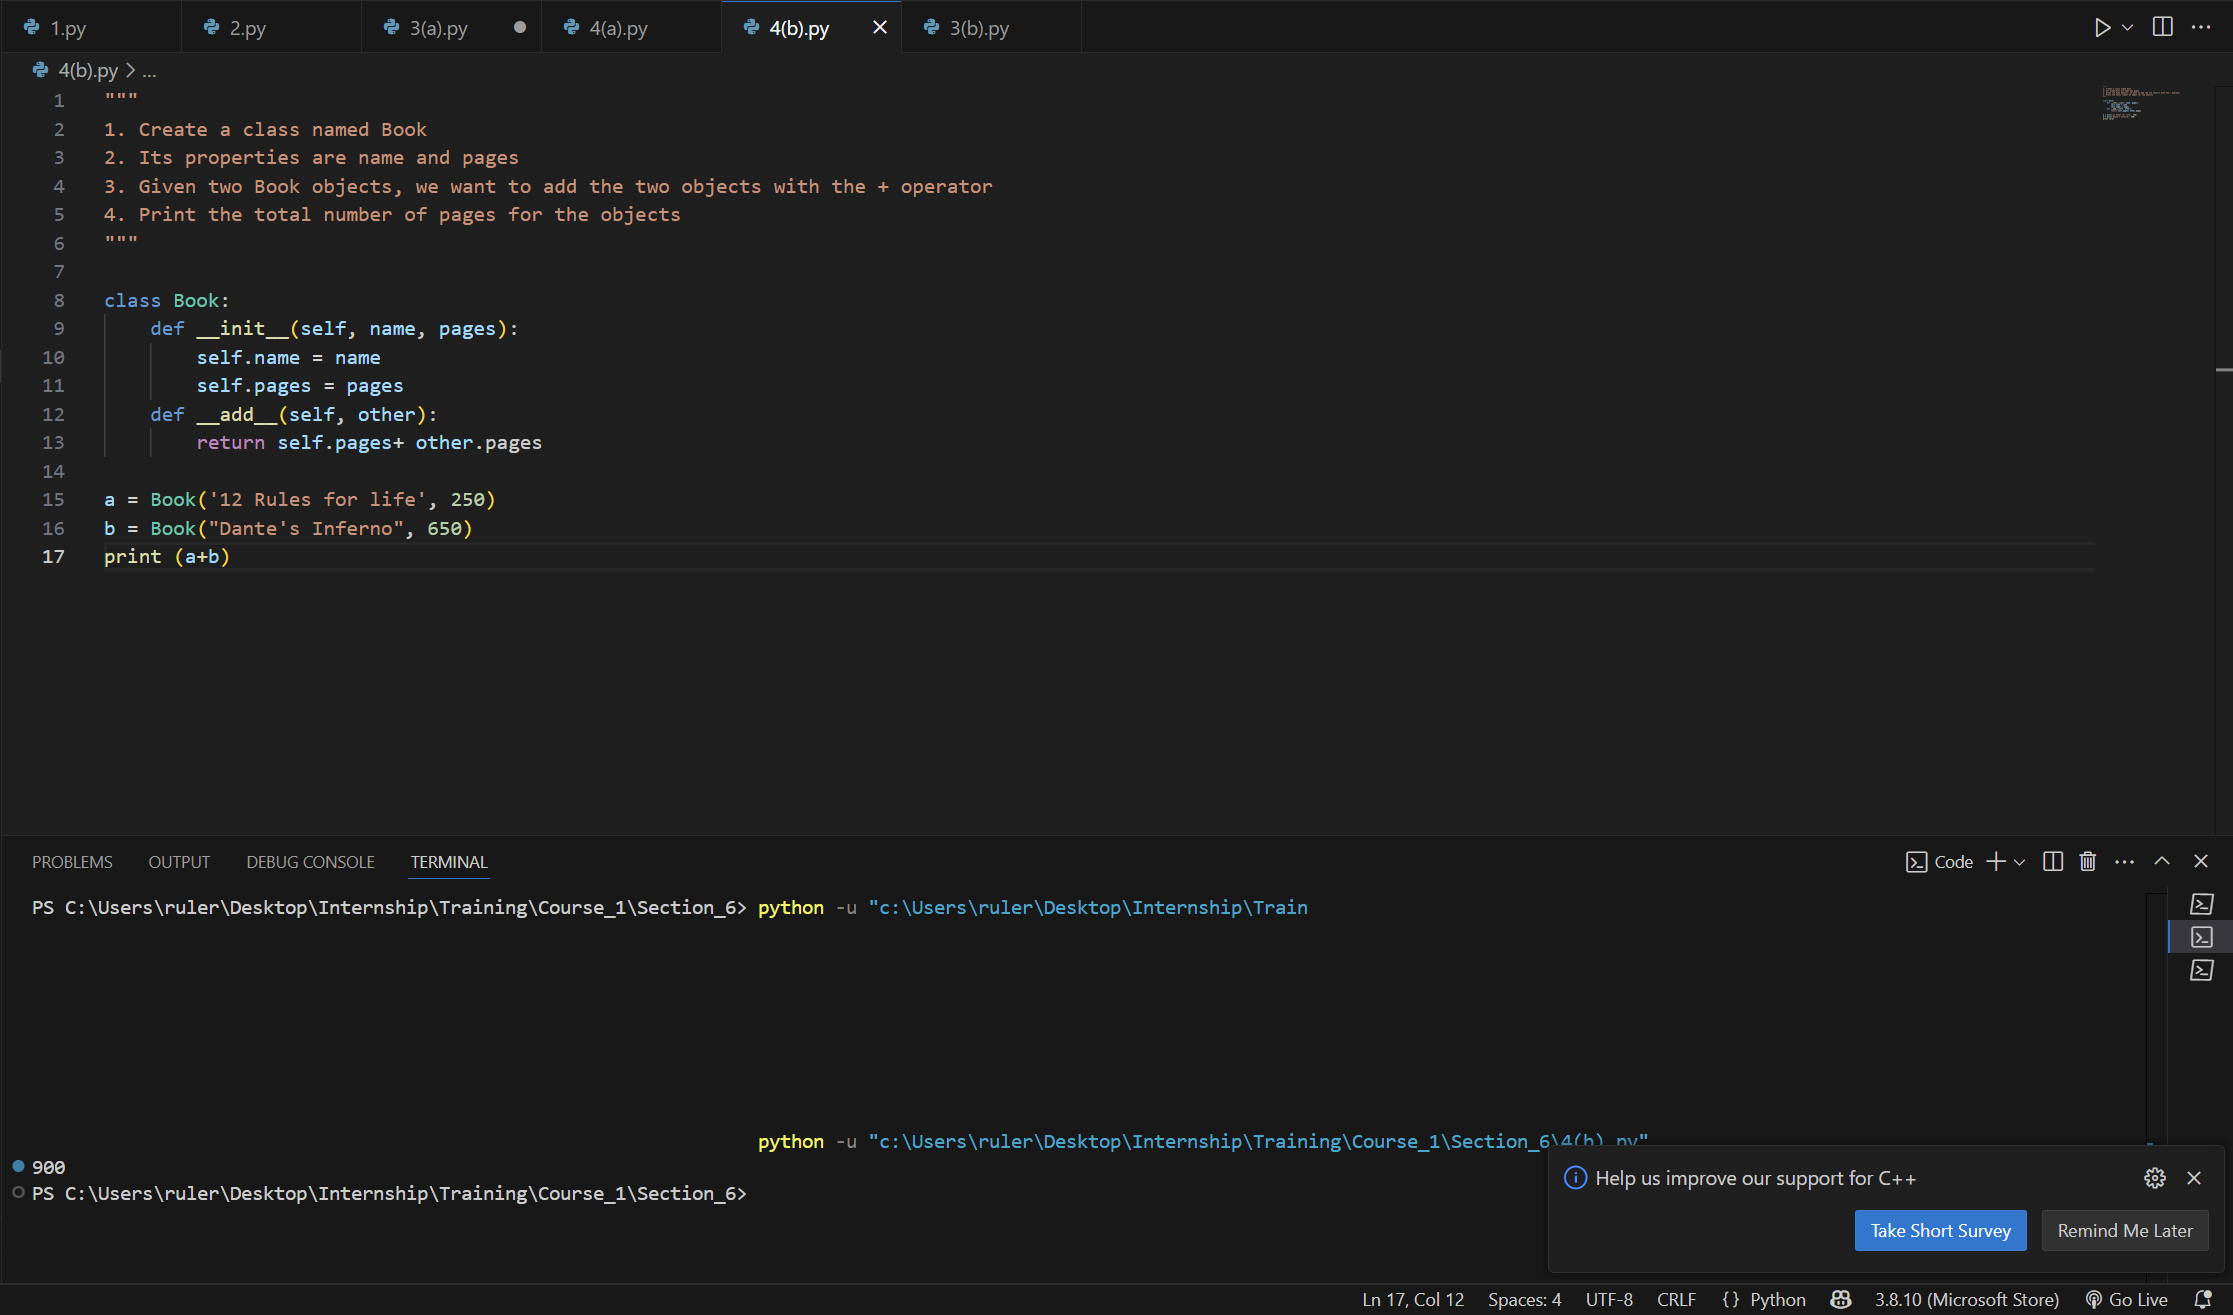 1.py
2.py
3(a).py
4(a).py
4(b).py
3(b).py
4(b).py > ...
1 """
2 1. Create a class named Book
3 2. Its properties are name and pages
4 3. Given two Book objects, we want to add the two objects with the + operator
5 4. Print the total number of pages for the objects
6 """
7
8 class Book:
9     def __init__(self, name, pages):
10         self.name = name
11         self.pages = pages
12     def __add__(self, other):
13         return self.pages+ other.pages
14
15 a = Book('12 Rules for life', 250)
16 b = Book("Dante's Inferno", 650)
17 print (a+b)
PROBLEMS OUTPUT DEBUG CONSOLE TERMINAL
Code
PS C:\Users\ruler\Desktop\Internship\Training\Course_1\Section_6> python -u "c:\Users\ruler\Desktop\Internship\Train
python -u "c:\Users\ruler\Desktop\Internship\Training\Course_1\Section_6\4(b).py"
900
PS C:\Users\ruler\Desktop\Internship\Training\Course_1\Section_6>
Help us improve our support for C++
Take Short Survey
Remind Me Later
Ln 17, Col 12 Spaces: 4 UTF-8 CRLF {} Python 3.8.10 (Microsoft Store) Go Live